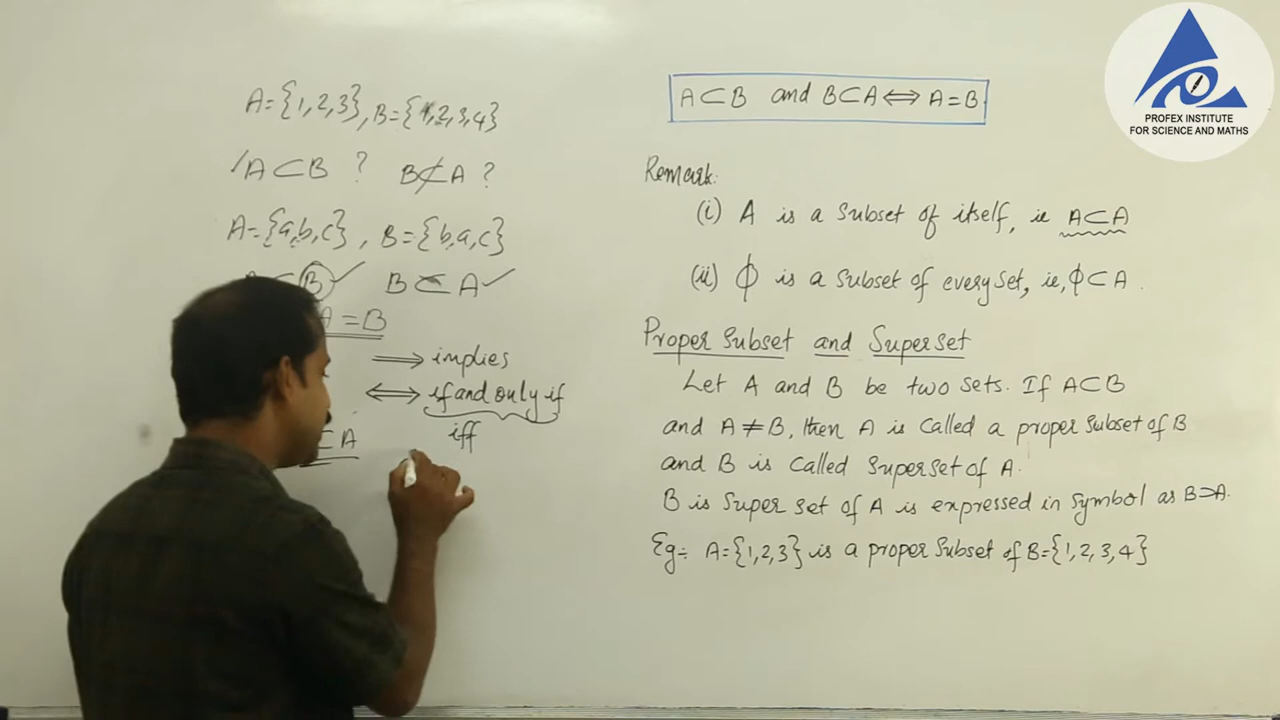 A={1,2,3}, B={1,2,3,4}
A⊂B ? B⊄A ?
A={a,b,c}, B={b,a,c}
B ✓ B⊂A ✓
A=B
⟹ implies
⟺ if and only if
iff
⊂A
A⊂B and B⊂A ⟺ A=B.
Remark:
(i) A is a subset of itself, ie A⊂A
(ii) ϕ is a subset of every set, ie, ϕ⊂A.
Proper Subset and Superset
Let A and B be two sets. If A⊂B
and A≠B, then A is called a proper subset of B
and B is called superset of A.
B is super set of A is expressed in symbol as B⊃A.
Eg:- A={1,2,3} is a proper subset of B={1,2,3,4}
PROFEX INSTITUTE
FOR SCIENCE AND MATHS